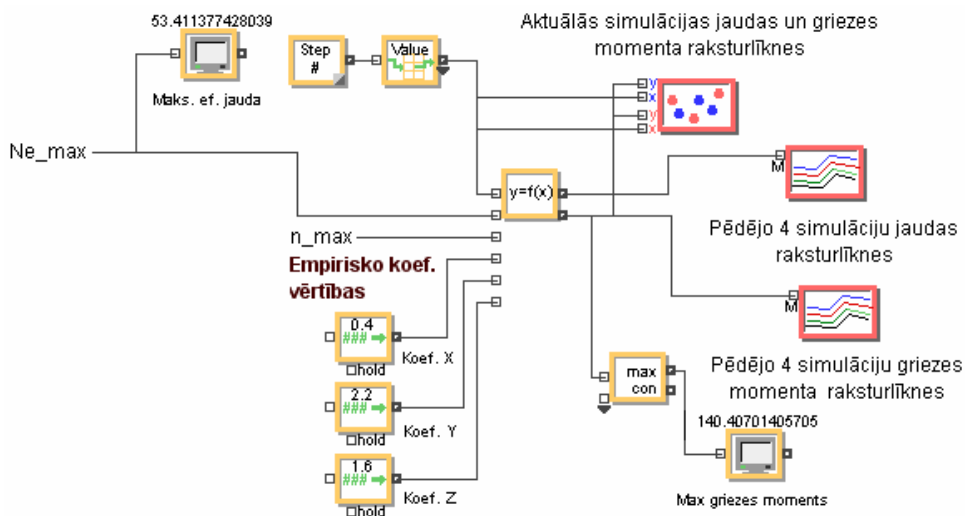 53.411377428039
Maks. ef. jauda
Step
#
Value
Aktuālās simulācijas jaudas un griezes
momenta raksturlīknes
y
x
y
x
Ne_max
y=f(x)
M
Pēdējo 4 simulāciju jaudas
raksturlīknes
n_max
Empirisko koef.
vērtības
M
0.4
###
Koef. X
hold
2.2
###
Koef. Y
hold
1.6
###
Koef. Z
hold
max
con
Pēdējo 4 simulāciju griezes
momenta raksturlīknes
140.40701405705
Max griezes moments